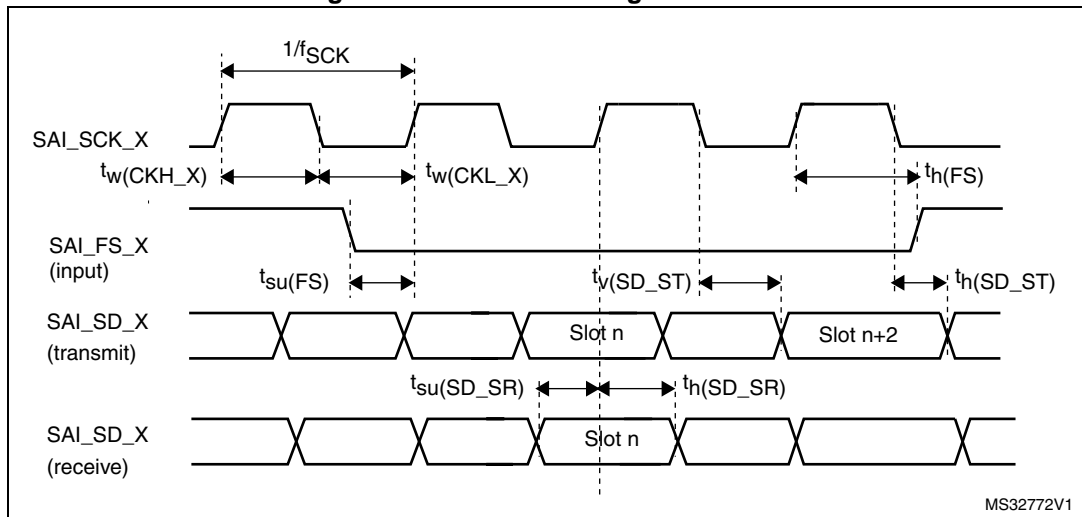 1/fSCK
SAI_SCK_X
tw(CKH_X)
tw(CKL_X)
th(FS)
SAI_FS_X
(input)
tsu(FS)
tv(SD_ST)
th(SD_ST)
SAI_SD_X
(transmit)
Slot n
Slot n+2
tsu(SD_SR)
th(SD_SR)
SAI_SD_X
(receive)
Slot n
MS32772V1